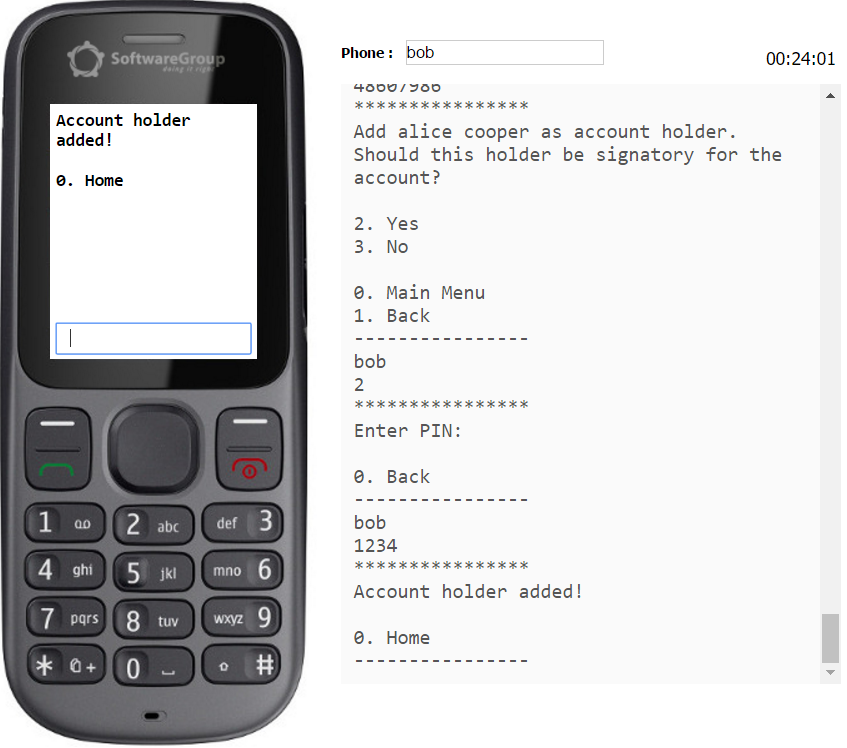 SoftwareGroup
doing it right
Account holder
added!
0. Home
1
2 abc
def 3
4 ghi
5 jkl
mno 6
7 pqrs
8 tuv
wxyz 9
* +
0
#
Phone: bob
00:24:01
48607986
****************
Add alice cooper as account holder.
Should this holder be signatory for the
account?
2. Yes
3. No
0. Main Menu
1. Back
----------------
bob
2
****************
Enter PIN:
0. Back
----------------
bob
1234
****************
Account holder added!
0. Home
----------------